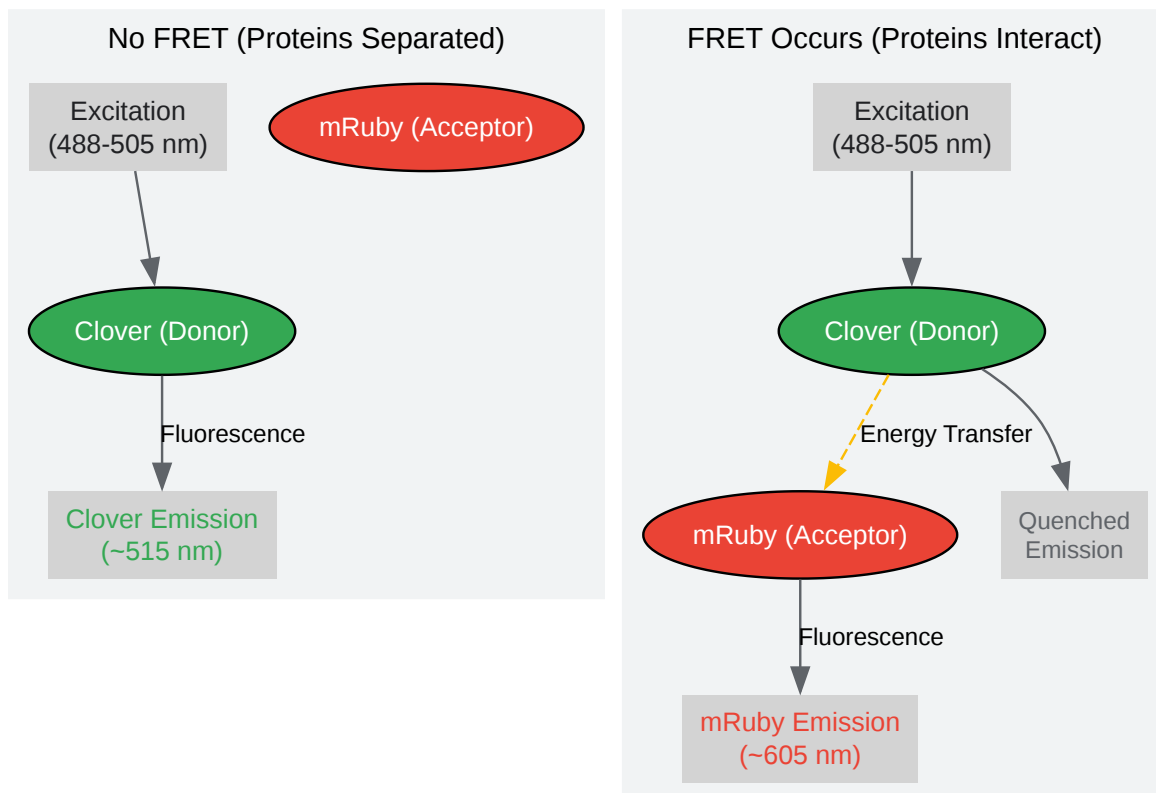 No FRET (Proteins Separated)
Excitation
(488-505 nm)
mRuby (Acceptor)
Clover (Donor)
Fluorescence
Clover Emission
(~515 nm)
FRET Occurs (Proteins Interact)
Excitation
(488-505 nm)
Clover (Donor)
Energy Transfer
mRuby (Acceptor)
Quenched
Emission
Fluorescence
mRuby Emission
(~605 nm)